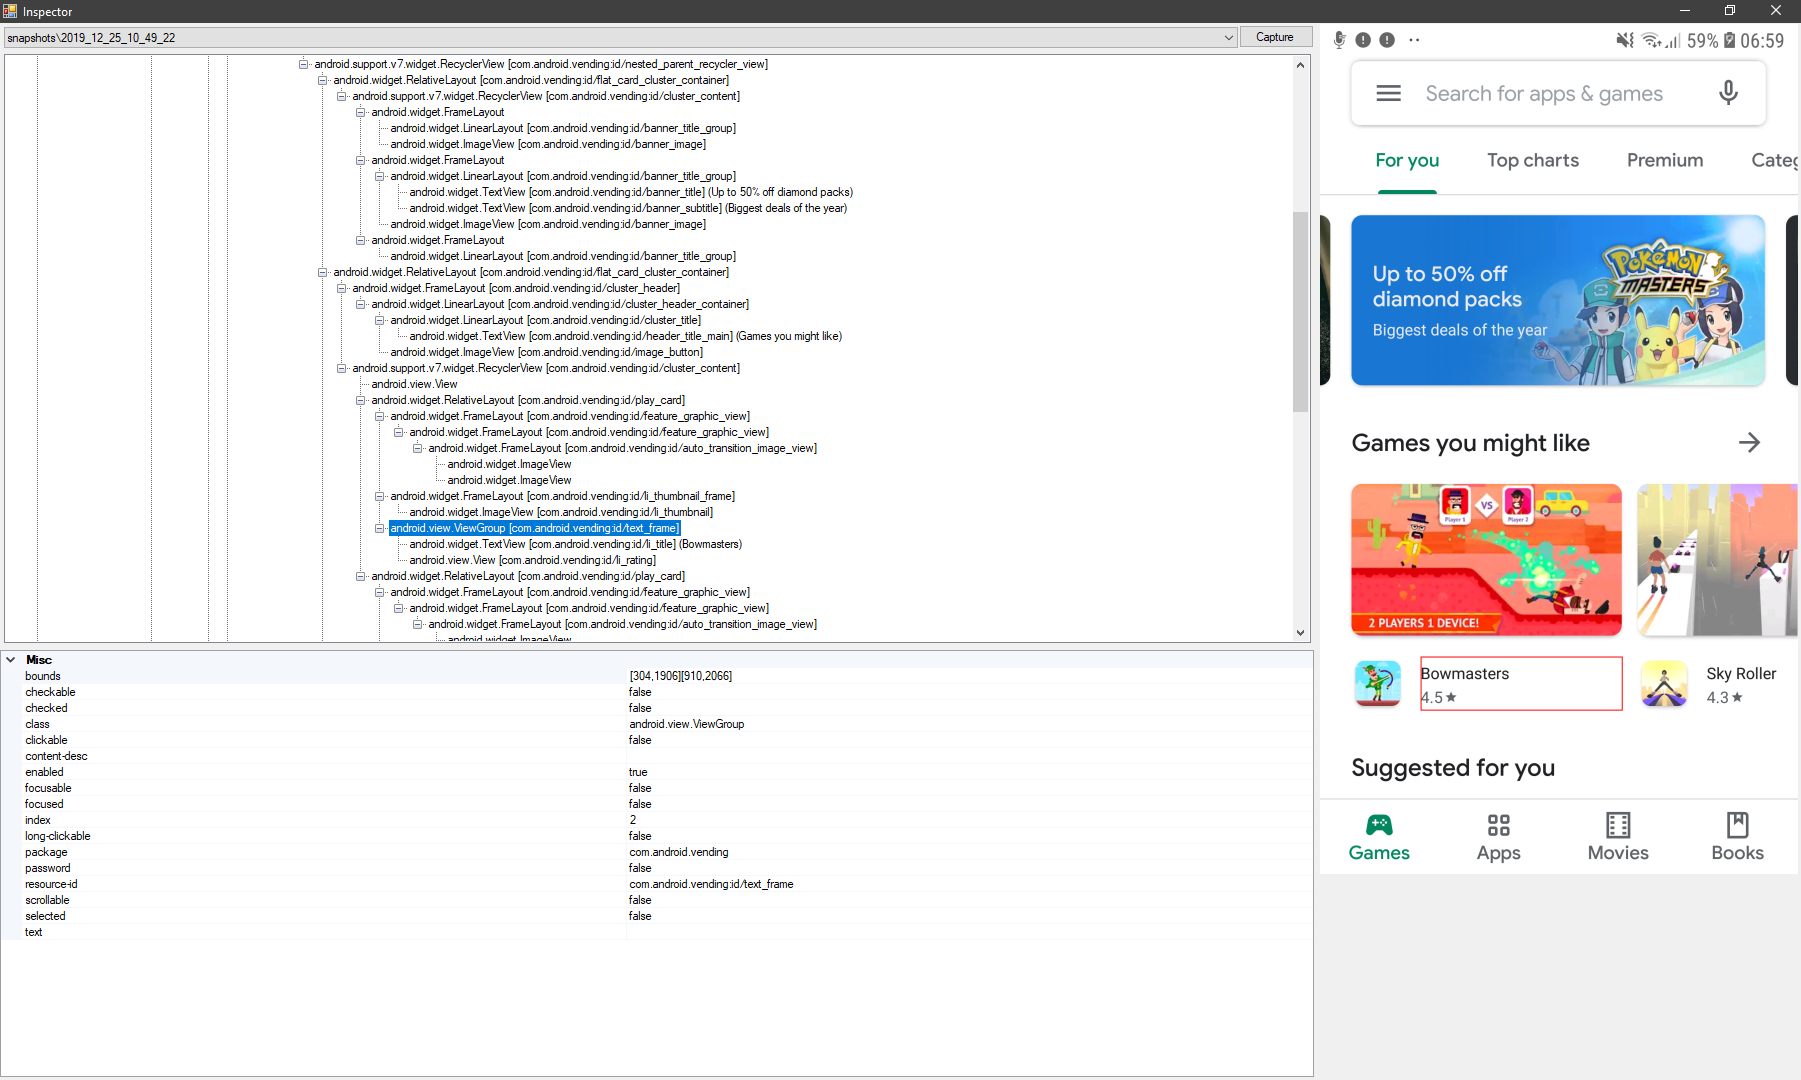 Inspector
snapshots\2019_12_25_10_49_22
Capture
android.support.v7.widget.RecyclerView [com.android.vending:id/nested_parent_recycler_view]
android.widget.RelativeLayout [com.android.vending:id/flat_card_cluster_container]
android.support.v7.widget.RecyclerView [com.android.vending:id/cluster_content]
android.widget.FrameLayout
android.widget.LinearLayout [com.android.vending:id/banner_title_group]
android.widget.ImageView [com.android.vending:id/banner_image]
android.widget.FrameLayout
android.widget.LinearLayout [com.android.vending:id/banner_title_group]
android.widget.TextView [com.android.vending:id/banner_title] (Up to 50% off diamond packs)
android.widget.TextView [com.android.vending:id/banner_subtitle] (Biggest deals of the year)
android.widget.ImageView [com.android.vending:id/banner_image]
android.widget.FrameLayout
android.widget.LinearLayout [com.android.vending:id/banner_title_group]
android.widget.RelativeLayout [com.android.vending:id/flat_card_cluster_container]
android.widget.FrameLayout [com.android.vending:id/cluster_header]
android.widget.LinearLayout [com.android.vending:id/cluster_header_container]
android.widget.LinearLayout [com.android.vending:id/cluster_title]
android.widget.TextView [com.android.vending:id/header_title_main] (Games you might like)
android.widget.ImageView [com.android.vending:id/image_button]
android.support.v7.widget.RecyclerView [com.android.vending:id/cluster_content]
android.view.View
android.widget.RelativeLayout [com.android.vending:id/play_card]
android.widget.FrameLayout [com.android.vending:id/feature_graphic_view]
android.widget.FrameLayout [com.android.vending:id/feature_graphic_view]
android.widget.FrameLayout [com.android.vending:id/auto_transition_image_view]
android.widget.ImageView
android.widget.ImageView
android.widget.FrameLayout [com.android.vending:id/li_thumbnail_frame]
android.widget.ImageView [com.android.vending:id/li_thumbnail]
android.view.ViewGroup [com.android.vending:id/text_frame]
android.widget.TextView [com.android.vending:id/li_title] (Bowmasters)
android.view.View [com.android.vending:id/li_rating]
android.widget.RelativeLayout [com.android.vending:id/play_card]
android.widget.FrameLayout [com.android.vending:id/feature_graphic_view]
android.widget.FrameLayout [com.android.vending:id/feature_graphic_view]
android.widget.FrameLayout [com.android.vending:id/auto_transition_image_view]
android.widget.ImageView
Misc
bounds [304,1906][910,2066]
checkable false
checked false
class android.view.ViewGroup
clickable false
content-desc
enabled true
focusable false
focused false
index 2
long-clickable false
package com.android.vending
password false
resource-id com.android.vending:id/text_frame
scrollable false
selected false
text
59% 06:59
Search for apps & games
For you Top charts Premium Categ
Up to 50% off
diamond packs
Biggest deals of the year
POKÉMON
MASTERS
Games you might like
Player 1 VS Player 2
2 PLAYERS 1 DEVICE!
Bowmasters
4.5★
Sky Roller
4.3★
Suggested for you
Games Apps Movies Books